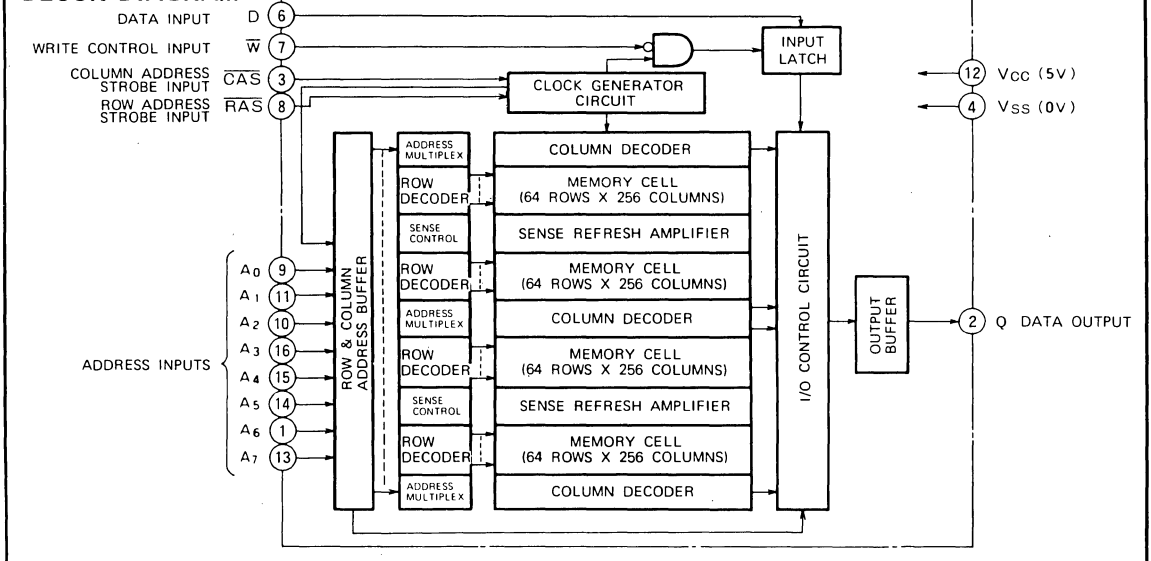 BLOCK DIAGRAM
DATA INPUT D 6
WRITE CONTROL INPUT W̅ 7
COLUMN ADDRESS
STROBE INPUT C̅A̅S̅ 3
ROW ADDRESS
STROBE INPUT R̅A̅S̅ 8
INPUT
LATCH
CLOCK GENERATOR
CIRCUIT
12 VCC (5V)
4 VSS (0V)
ADDRESS INPUTS
A0 9
A1 11
A2 10
A3 16
A4 15
A5 14
A6 1
A7 13
ROW & COLUMN
ADDRESS BUFFER
ADDRESS
MULTIPLEX
COLUMN DECODER
ROW
DECODER
MEMORY CELL
(64 ROWS X 256 COLUMNS)
SENSE
CONTROL
SENSE REFRESH AMPLIFIER
ROW
DECODER
MEMORY CELL
(64 ROWS X 256 COLUMNS)
ADDRESS
MULTIPLEX
COLUMN DECODER
ROW
DECODER
MEMORY CELL
(64 ROWS X 256 COLUMNS)
SENSE
CONTROL
SENSE REFRESH AMPLIFIER
ROW
DECODER
MEMORY CELL
(64 ROWS X 256 COLUMNS)
ADDRESS
MULTIPLEX
COLUMN DECODER
I/O CONTROL CIRCUIT
OUTPUT
BUFFER
2 Q DATA OUTPUT